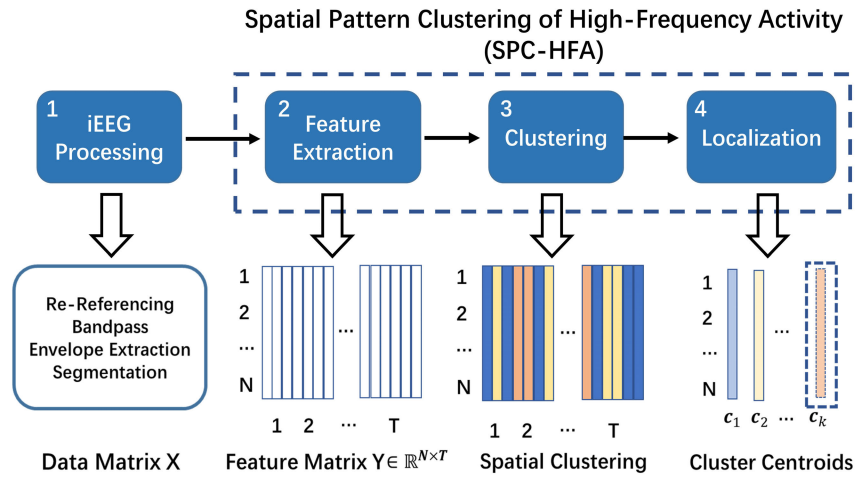 Spatial Pattern Clustering of High-Frequency Activity
(SPC-HFA)
1
iEEG
Processing
2
Feature
Extraction
3
Clustering
4
Localization
Re-Referencing
Bandpass
Envelope Extraction
Segmentation
1
2
...
N
...
1 2 ... T
1
2
...
N
...
1 2 ... T
1
2
...
N
...
c₁ c₂ ... cₖ
Data Matrix X
Feature Matrix Y∈ ℝᴺˣᵀ
Spatial Clustering
Cluster Centroids